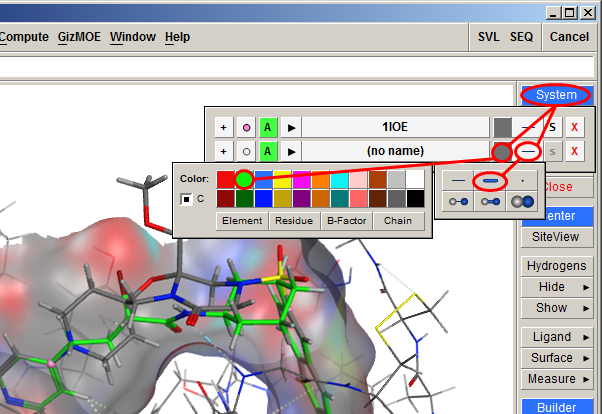 Compute GizMOE Window Help SVL SEQ Cancel
System
+ A 1IOE S X
+ A (no name) s X
Color:
C
Element Residue B-Factor Chain
Close
SiteView
Hydrogens
Hide
Show
Ligand
Surface
Measure
Builder